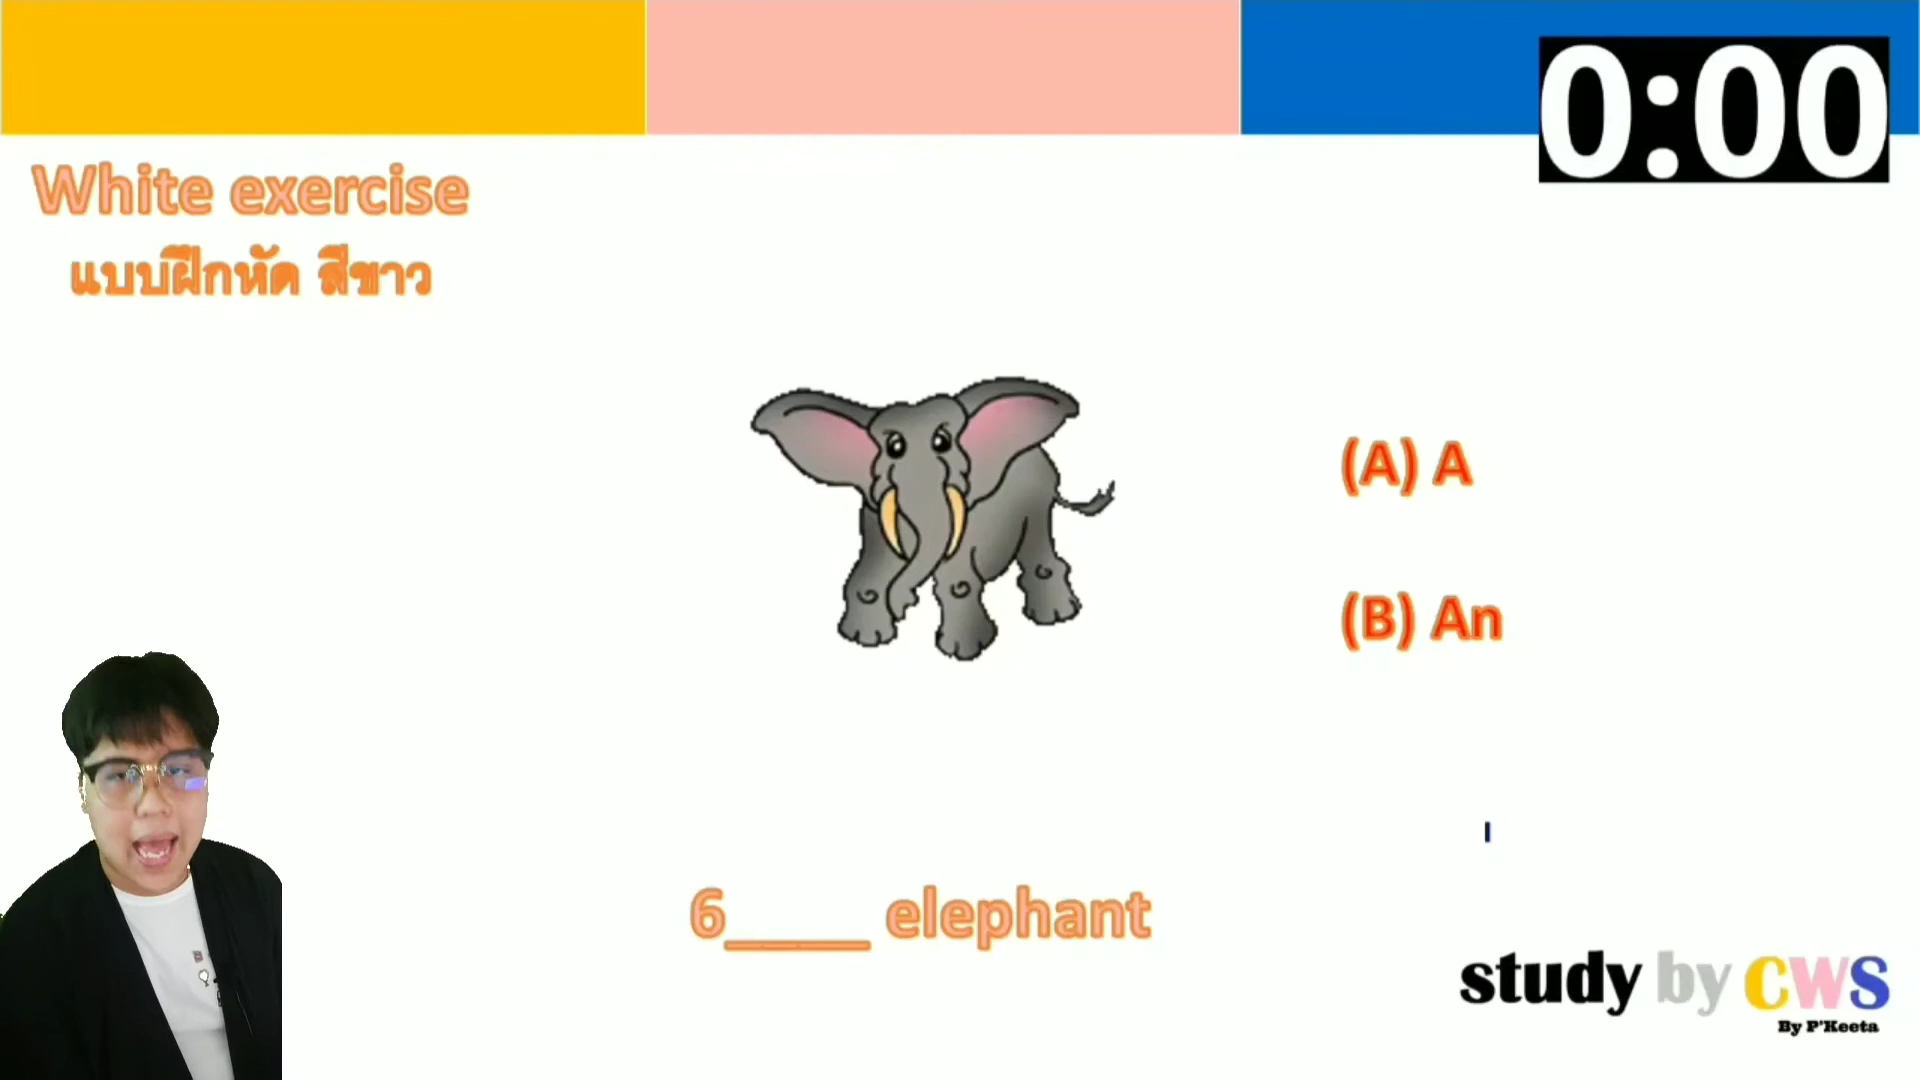 0:00
White exercise
แบบฝึกหัด สีขาว
(A) A
(B) An
6____ elephant
study by CWS
By P'Keeta